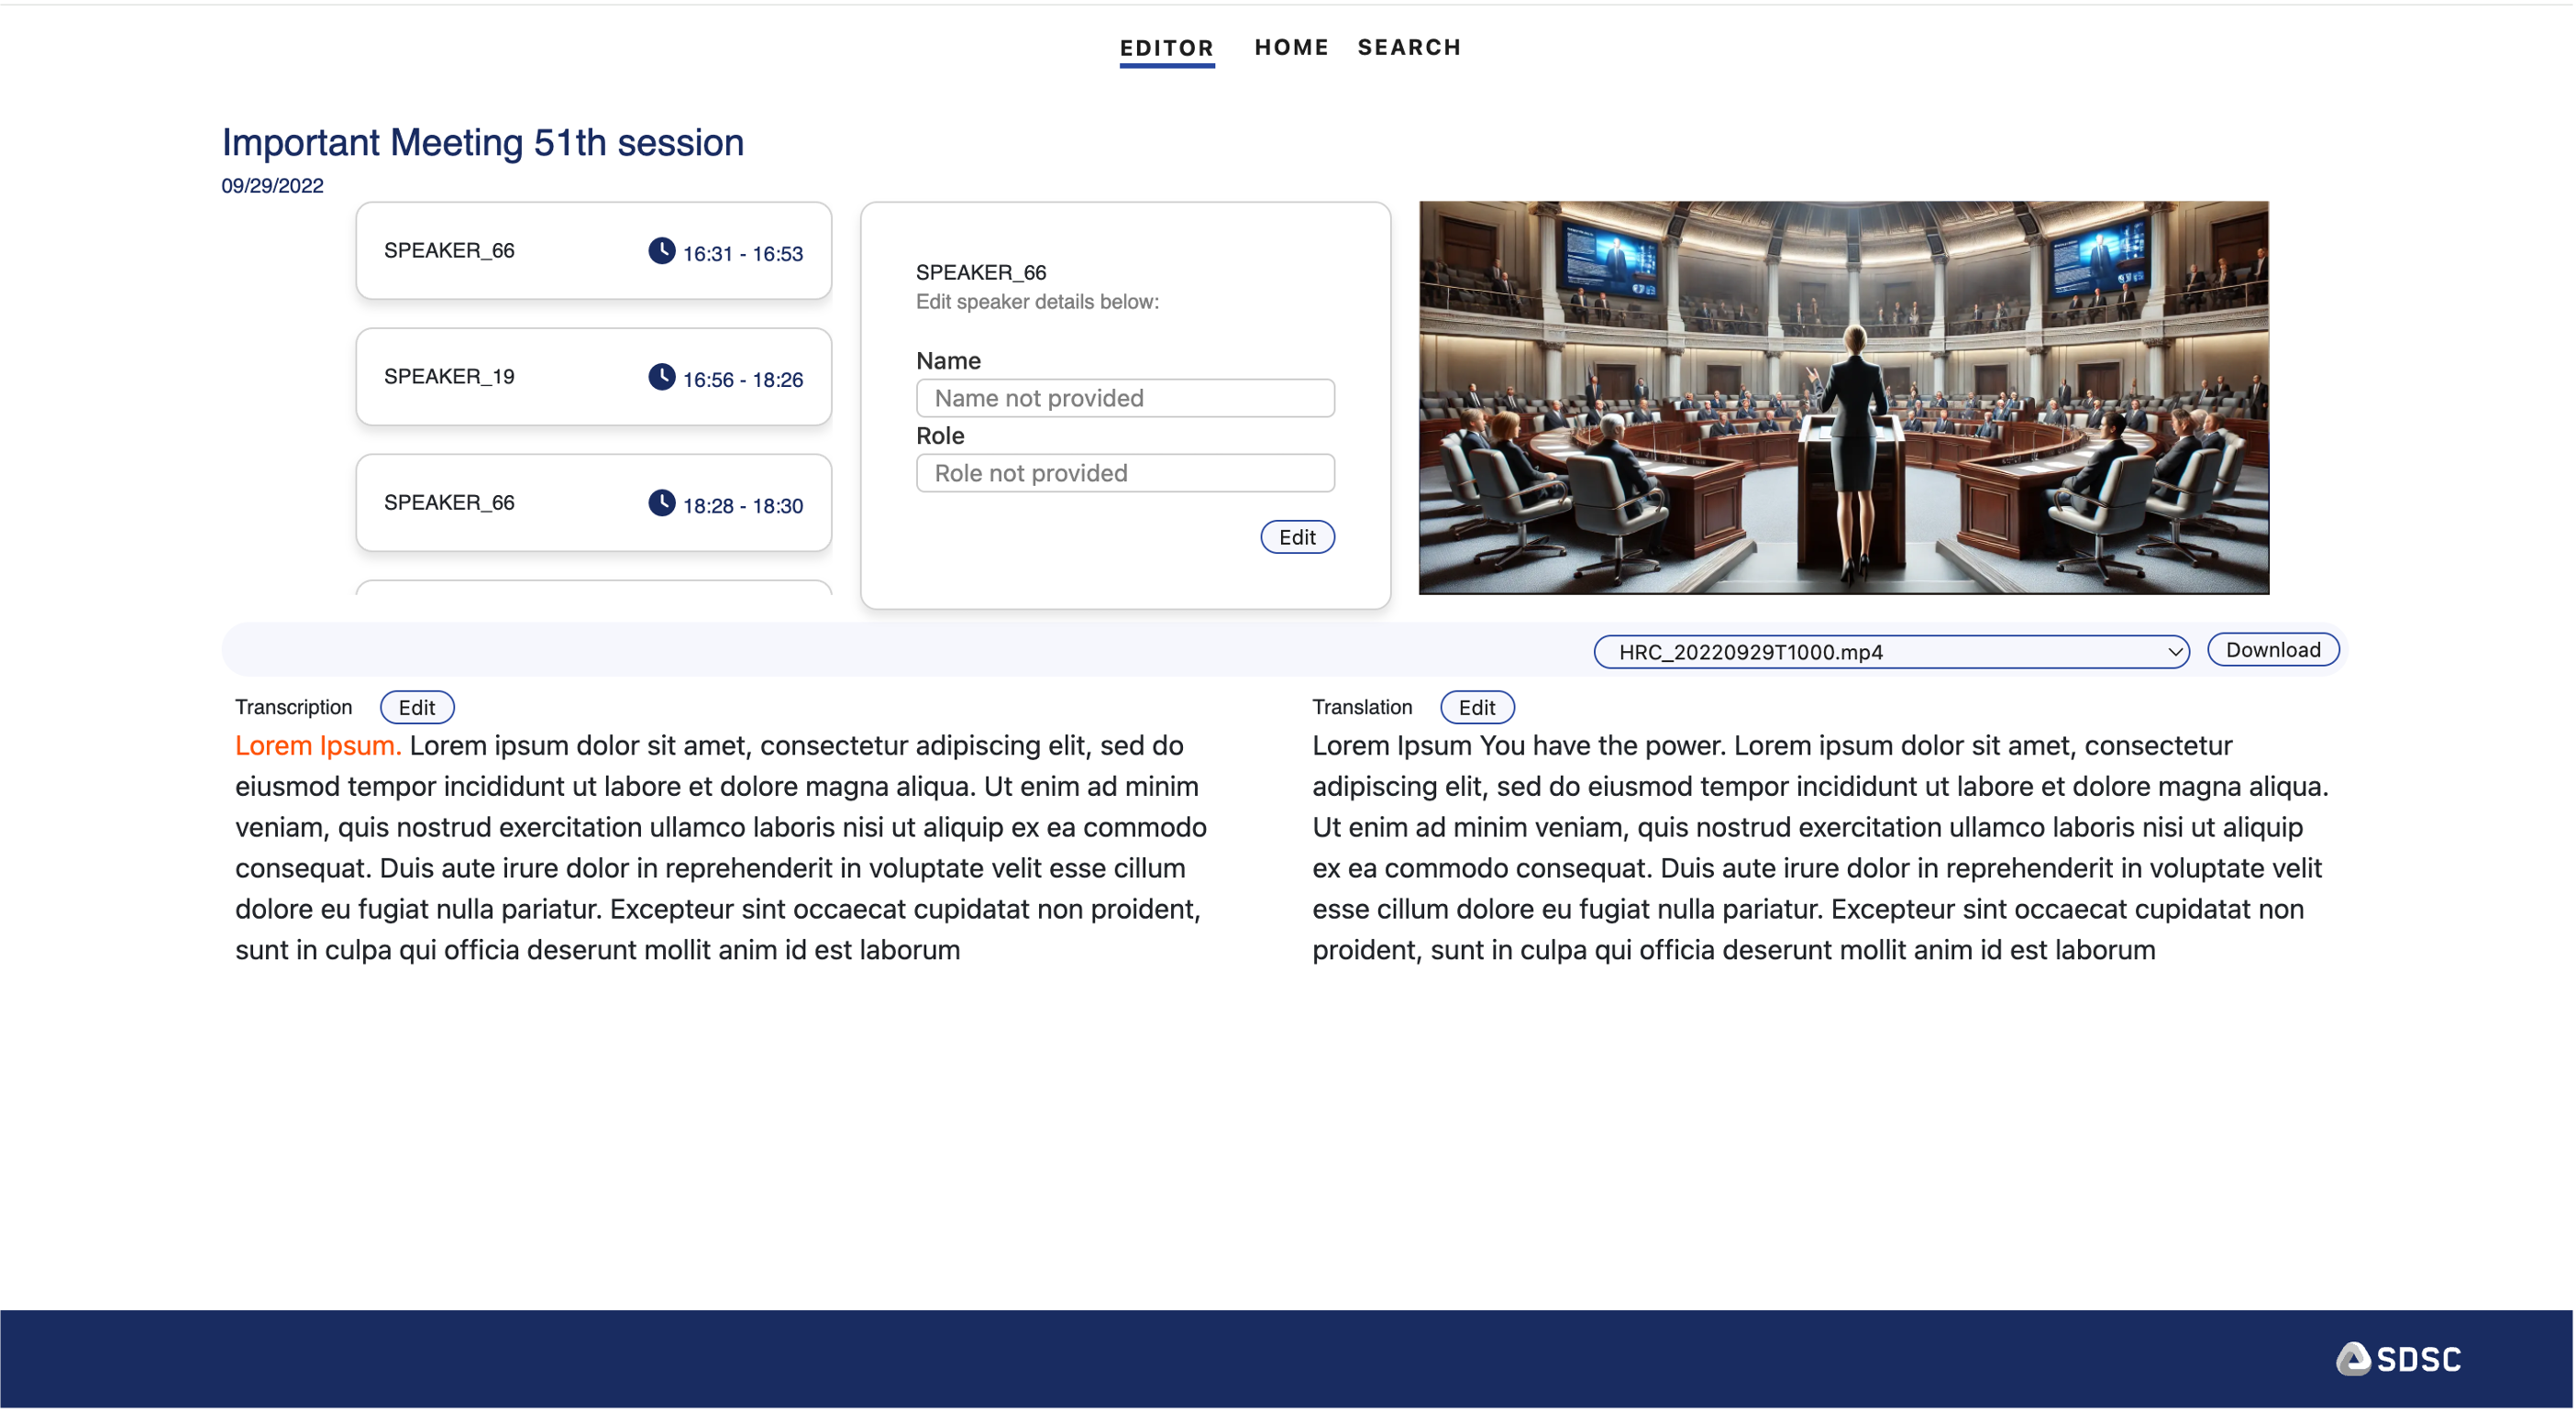 EDITOR HOME SEARCH
Important Meeting 51th session
09/29/2022
SPEAKER_66 16:31 - 16:53
SPEAKER_19 16:56 - 18:26
SPEAKER_66 18:28 - 18:30
SPEAKER_66
Edit speaker details below:
Name
Name not provided
Role
Role not provided
Edit
HRC_20220929T1000.mp4 Download
Transcription Edit
Lorem Ipsum. Lorem ipsum dolor sit amet, consectetur adipiscing elit, sed do
eiusmod tempor incididunt ut labore et dolore magna aliqua. Ut enim ad minim
veniam, quis nostrud exercitation ullamco laboris nisi ut aliquip ex ea commodo
consequat. Duis aute irure dolor in reprehenderit in voluptate velit esse cillum
dolore eu fugiat nulla pariatur. Excepteur sint occaecat cupidatat non proident,
sunt in culpa qui officia deserunt mollit anim id est laborum
Translation Edit
Lorem Ipsum You have the power. Lorem ipsum dolor sit amet, consectetur
adipiscing elit, sed do eiusmod tempor incididunt ut labore et dolore magna aliqua.
Ut enim ad minim veniam, quis nostrud exercitation ullamco laboris nisi ut aliquip
ex ea commodo consequat. Duis aute irure dolor in reprehenderit in voluptate velit
esse cillum dolore eu fugiat nulla pariatur. Excepteur sint occaecat cupidatat non
proident, sunt in culpa qui officia deserunt mollit anim id est laborum
SDSC